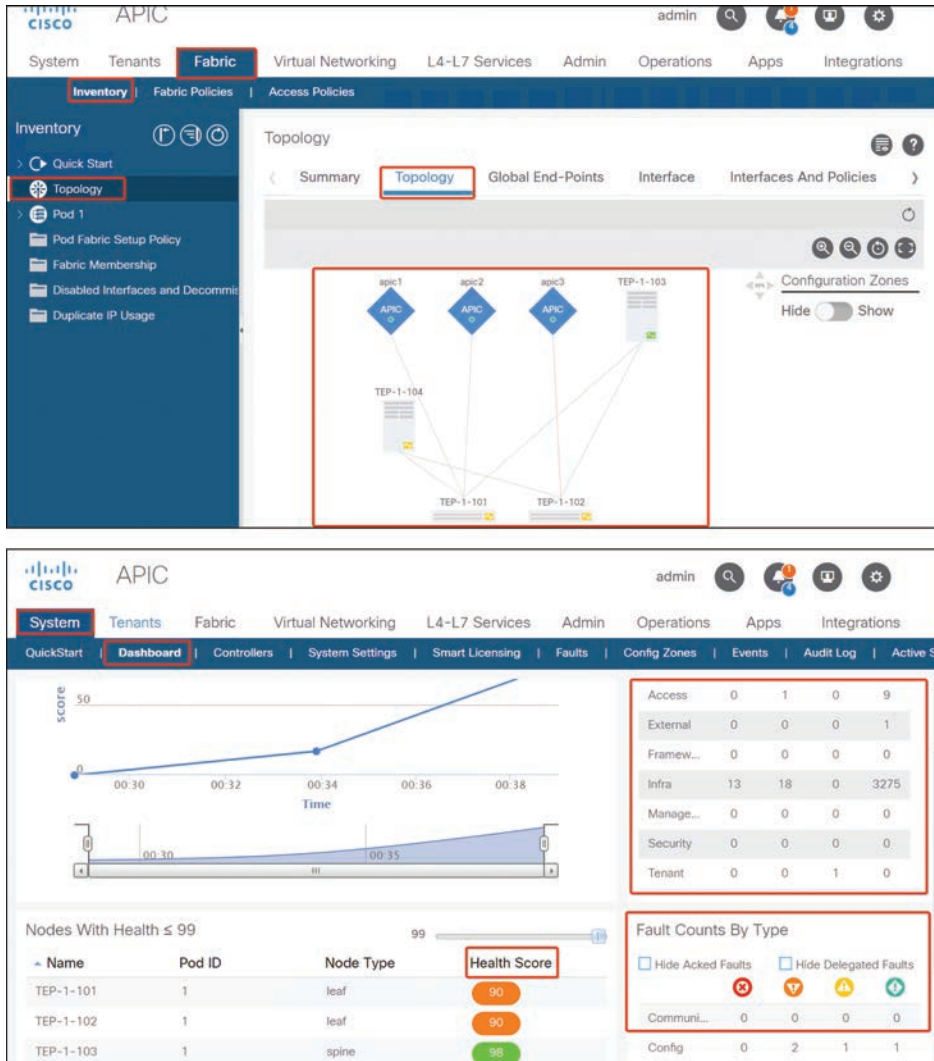 CISCO APIC admin 1 4
System Tenants Fabric Virtual Networking L4-L7 Services Admin Operations Apps Integrations
Inventory | Fabric Policies | Access Policies
Inventory
Quick Start
Topology
Pod 1
Pod Fabric Setup Policy
Fabric Membership
Disabled Interfaces and Decommis
Duplicate IP Usage
Topology
Summary Topology Global End-Points Interface Interfaces And Policies
apic1 apic2 apic3 TEP-1-103
APIC APIC APIC
TEP-1-104
TEP-1-101 TEP-1-102
Configuration Zones
Hide Show
CISCO APIC admin 1 4
System Tenants Fabric Virtual Networking L4-L7 Services Admin Operations Apps Integrations
QuickStart | Dashboard | Controllers | System Settings | Smart Licensing | Faults | Config Zones | Events | Audit Log | Active S
score
50
0
00:30 00:32 00:34 00:36 00:38
Time
00:30 00:35
Access 0 1 0 9
External 0 0 0 1
Framew... 0 0 0 0
Infra 13 18 0 3275
Manage... 0 0 0 0
Security 0 0 0 0
Tenant 0 0 1 0
Nodes With Health ≤ 99 99
Name Pod ID Node Type Health Score
TEP-1-101 1 leaf 90
TEP-1-102 1 leaf 90
TEP-1-103 1 spine 98
Fault Counts By Type
Hide Acked Faults Hide Delegated Faults
Communi... 0 0 0 0
Config 0 2 1 1